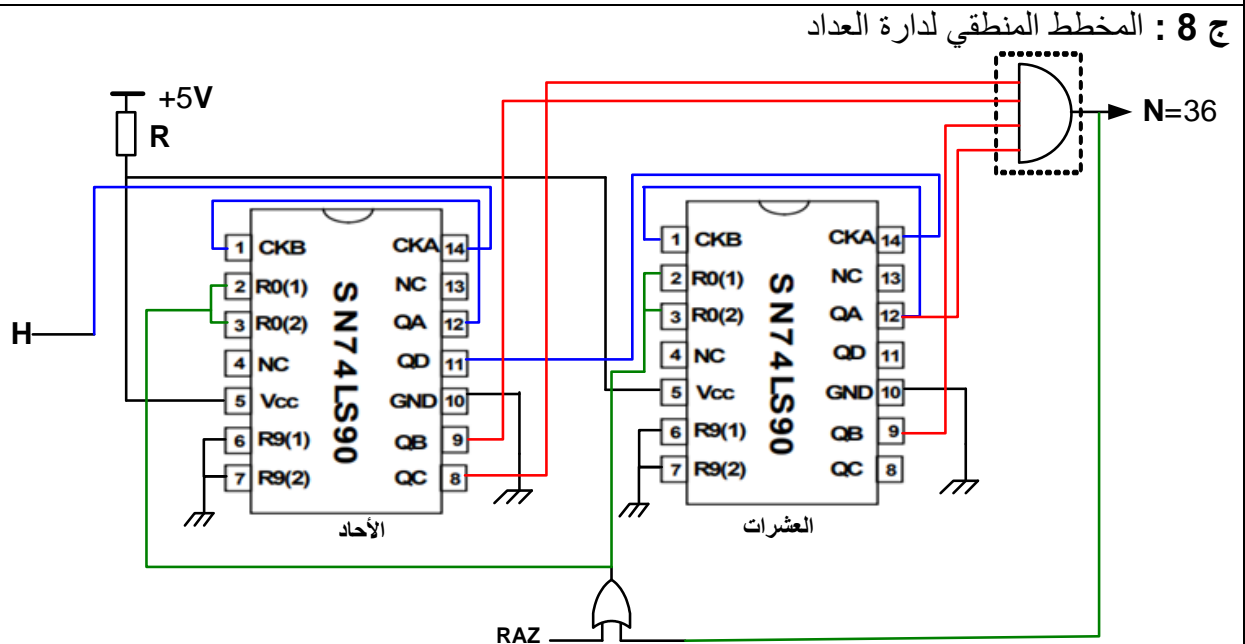 ج 8 : المخطط المنطقي لدارة العداد
+5V
R
N=36
H
1 CKB
CKA 14
2 R0(1)
NC 13
3 R0(2)
QA 12
4 NC
QD 11
5 Vcc
GND 10
6 R9(1)
QB 9
7 R9(2)
QC 8
SN74LS90
الأحاد
1 CKB
CKA 14
2 R0(1)
NC 13
3 R0(2)
QA 12
4 NC
QD 11
5 Vcc
GND 10
6 R9(1)
QB 9
7 R9(2)
QC 8
SN74LS90
العشرات
RAZ